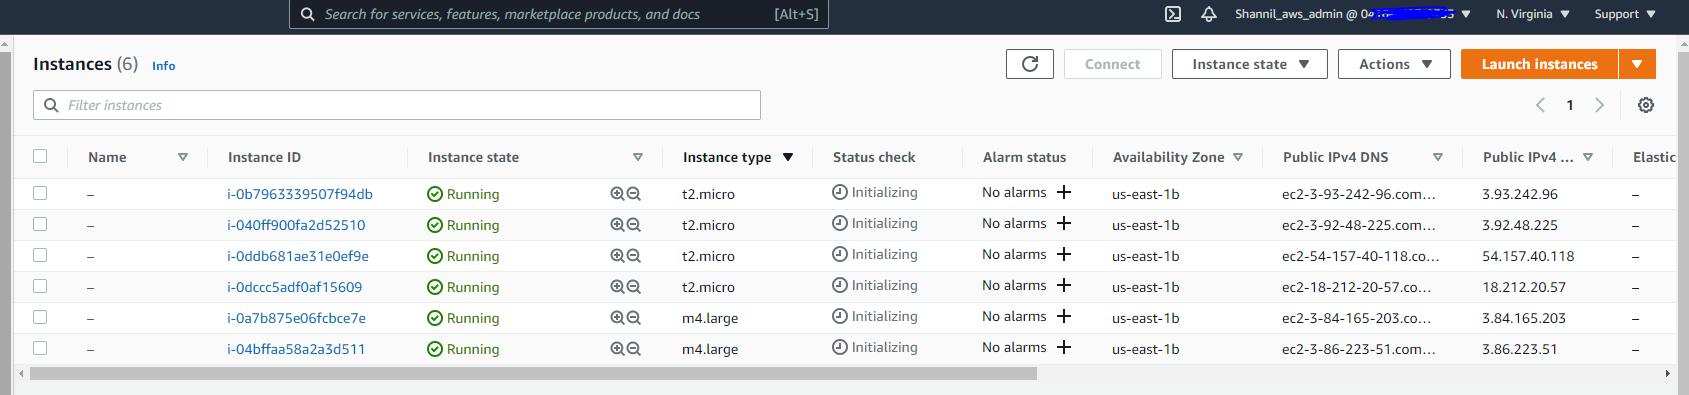 Search for services, features, marketplace products, and docs [Alt+S] Shannil_aws_admin @ N. Virginia Support
Instances (6) Info Connect Instance state Actions Launch instances
Filter instances 1
Name Instance ID Instance state Instance type Status check Alarm status Availability Zone Public IPv4 DNS Public IPv4 ... Elastic
– i-0b7963339507f94db Running t2.micro Initializing No alarms + us-east-1b ec2-3-93-242-96.com... 3.93.242.96 –
– i-040ff900fa2d52510 Running t2.micro Initializing No alarms + us-east-1b ec2-3-92-48-225.com... 3.92.48.225 –
– i-0ddb681ae31e0ef9e Running t2.micro Initializing No alarms + us-east-1b ec2-54-157-40-118.co... 54.157.40.118 –
– i-0dccc5adf0af15609 Running t2.micro Initializing No alarms + us-east-1b ec2-18-212-20-57.co... 18.212.20.57 –
– i-0a7b875e06fcbce7e Running m4.large Initializing No alarms + us-east-1b ec2-3-84-165-203.co... 3.84.165.203 –
– i-04bffaa58a2a3d511 Running m4.large Initializing No alarms + us-east-1b ec2-3-86-223-51.com... 3.86.223.51 –